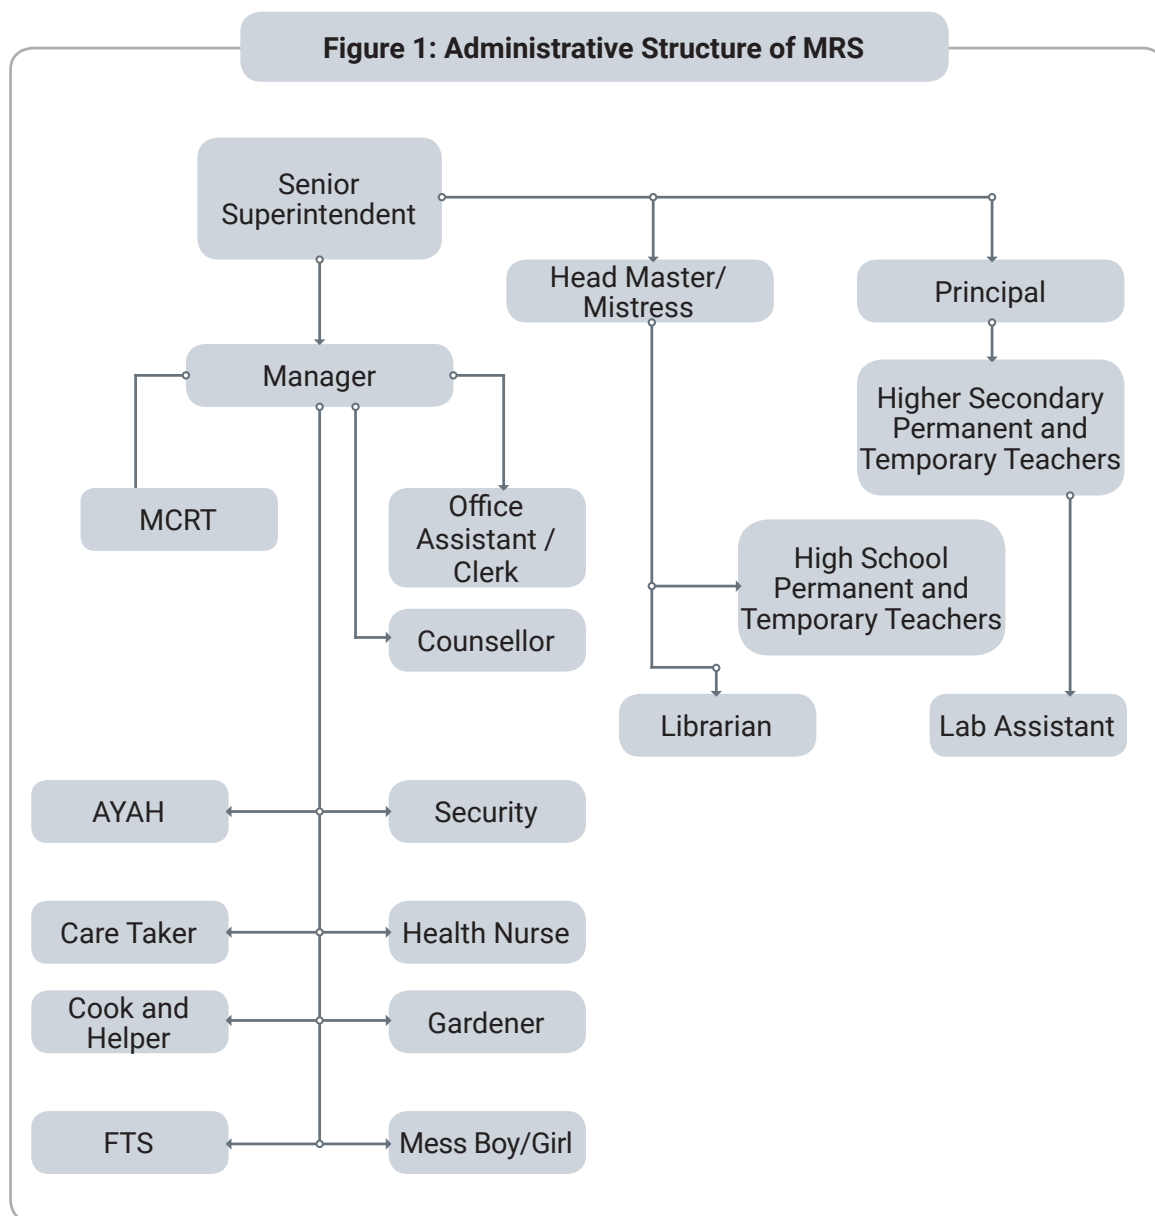 Figure 1: Administrative Structure of MRS
Senior
Superintendent
Head Master/
Mistress
Principal
Manager
Higher Secondary
Permanent and
Temporary Teachers
MCRT
Office
Assistant /
Clerk
High School
Permanent and
Temporary Teachers
Counsellor
Librarian
Lab Assistant
AYAH
Security
Care Taker
Health Nurse
Cook and
Helper
Gardener
FTS
Mess Boy/Girl